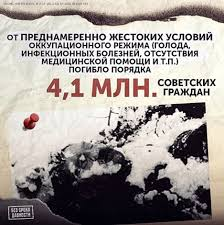 ОТ ПРЕДНАМЕРЕННО ЖЕСТОКИХ УСЛОВИЙ
ОККУПАЦИОННОГО РЕЖИМА (ГОЛОДА,
ИНФЕКЦИОННЫХ БОЛЕЗНЕЙ, ОТСУТСТВИЯ
МЕДИЦИНСКОЙ ПОМОЩИ И Т.П.)
ПОГИБЛО ПОРЯДКА
4,1 МЛН. СОВЕТСКИХ
ГРАЖДАН
БЕЗ СРОКА
ДАВНОСТИ